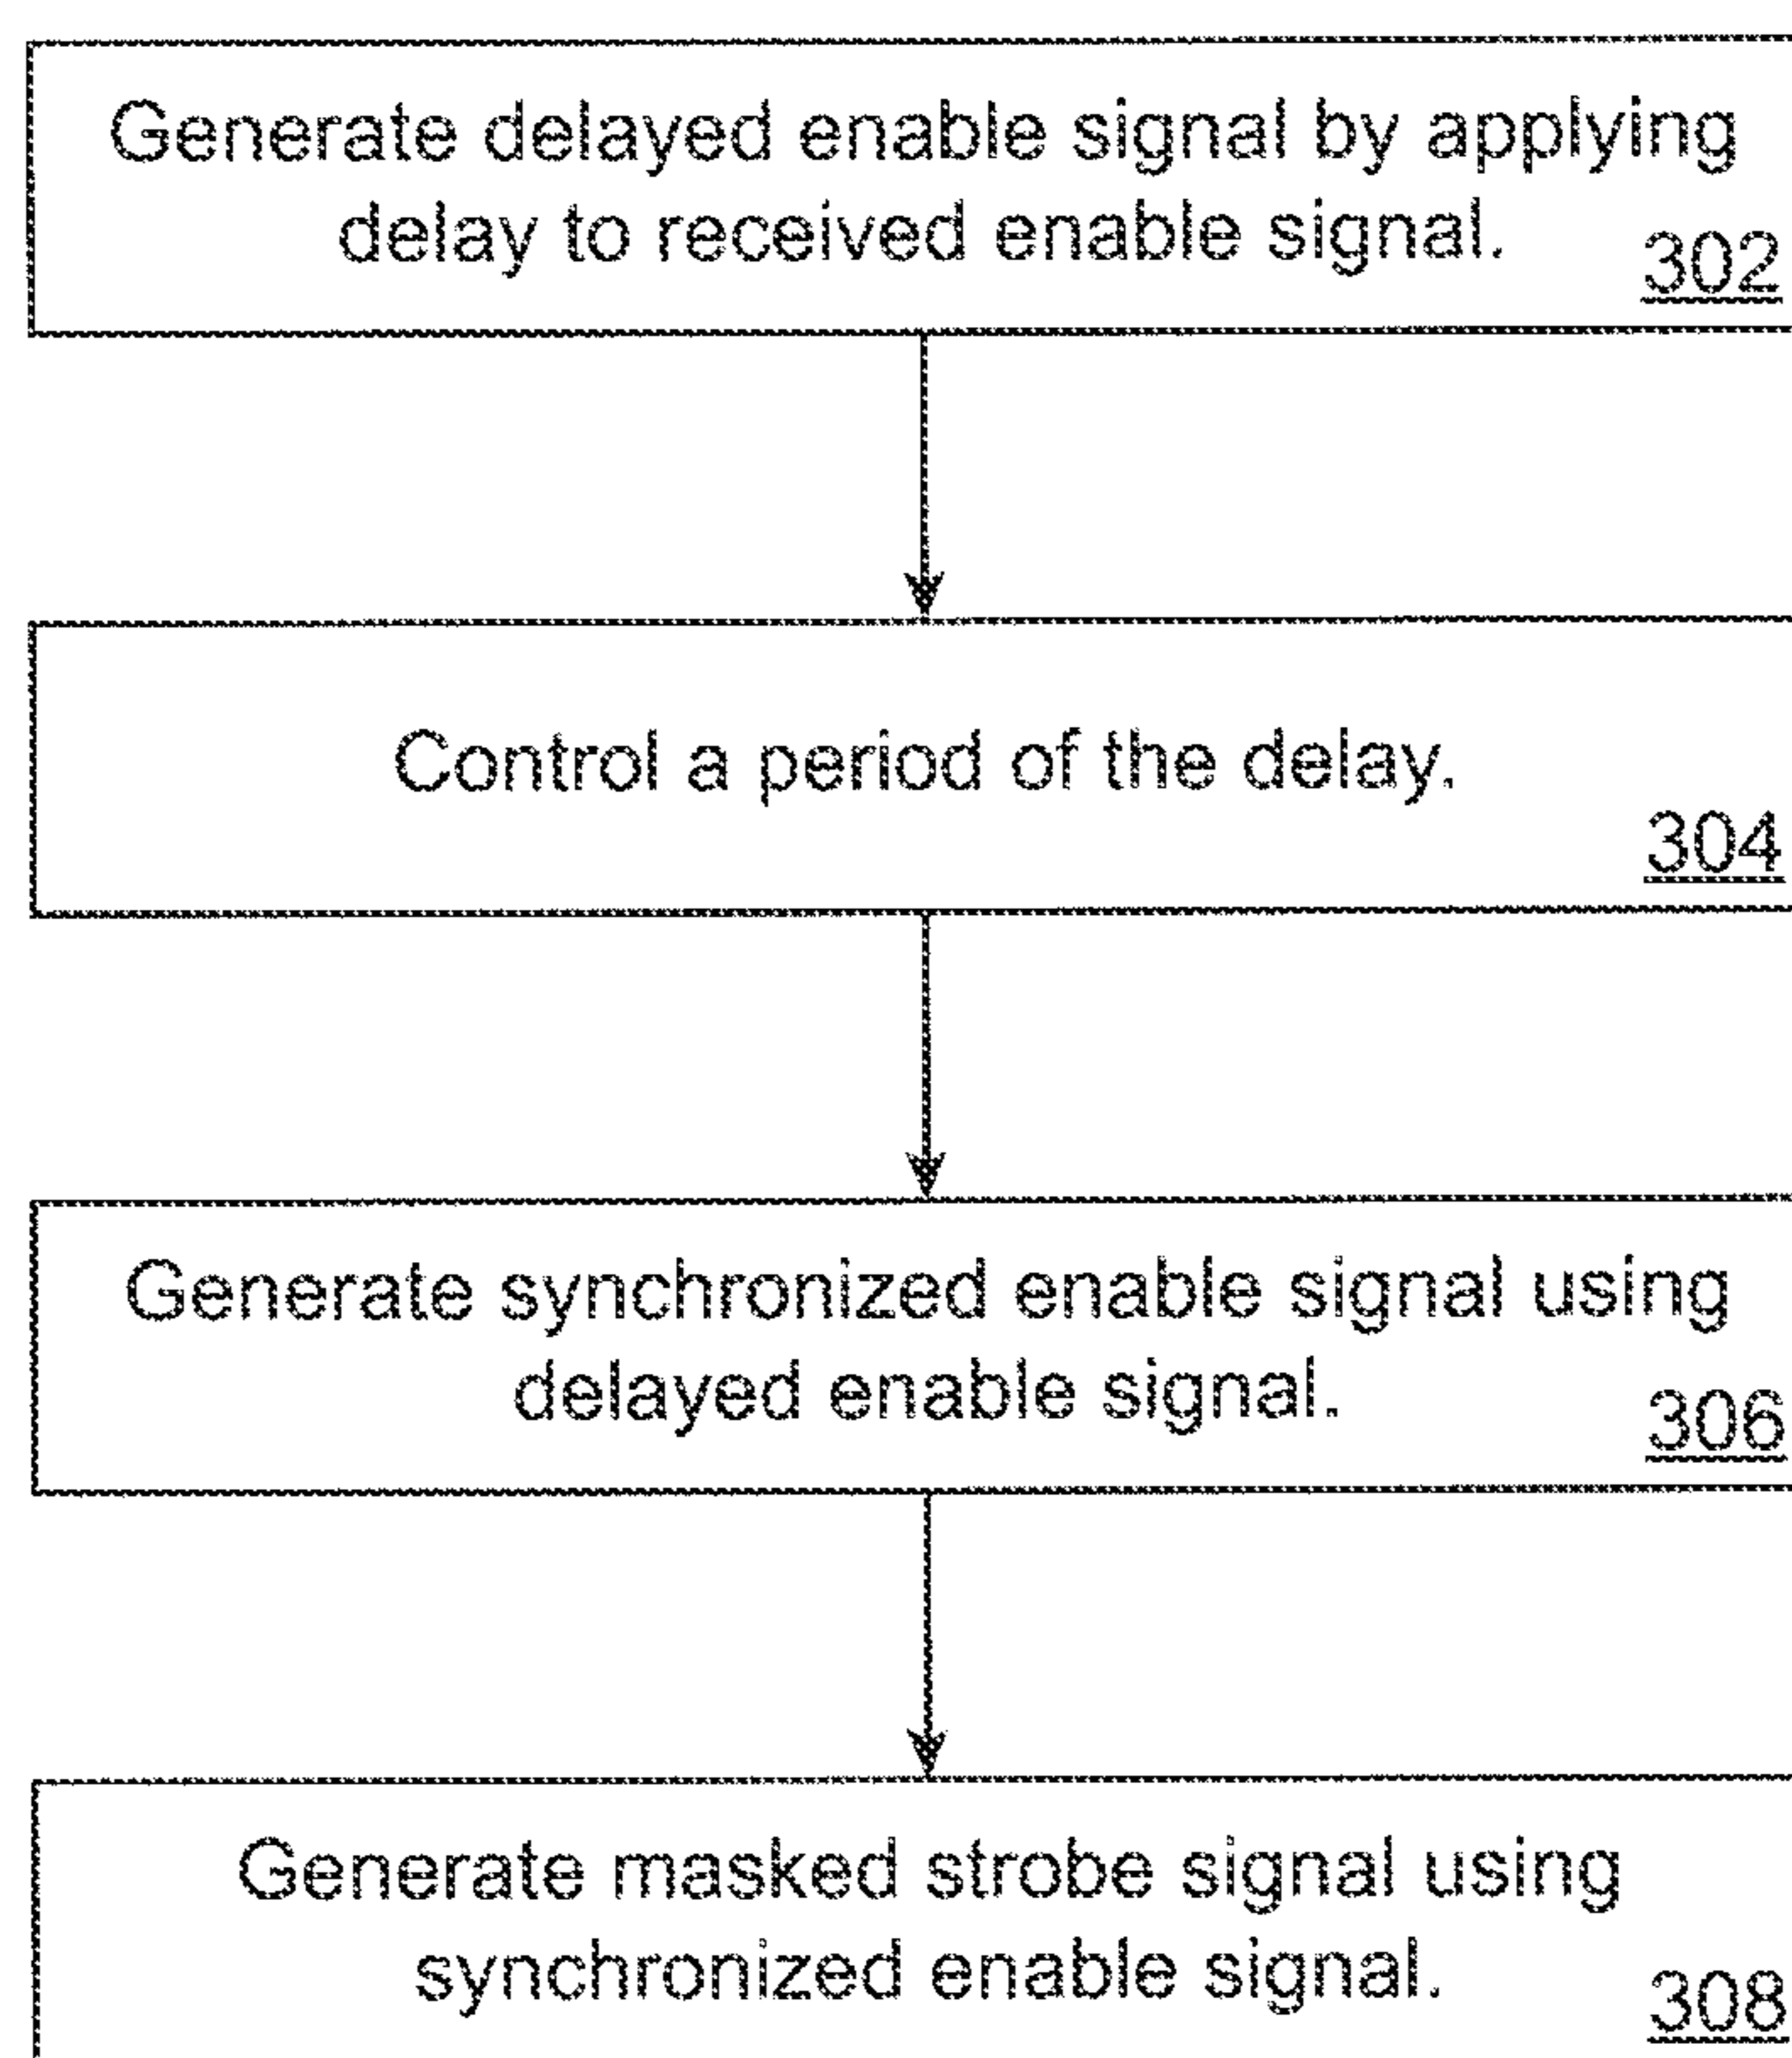 Generate delayed enable signal by applying
delay to received enable signal.
302
Control a period of the delay.
304
Generate synchronized enable signal using
delayed enable signal.
306
Generate masked strobe signal using
synchronized enable signal.
308